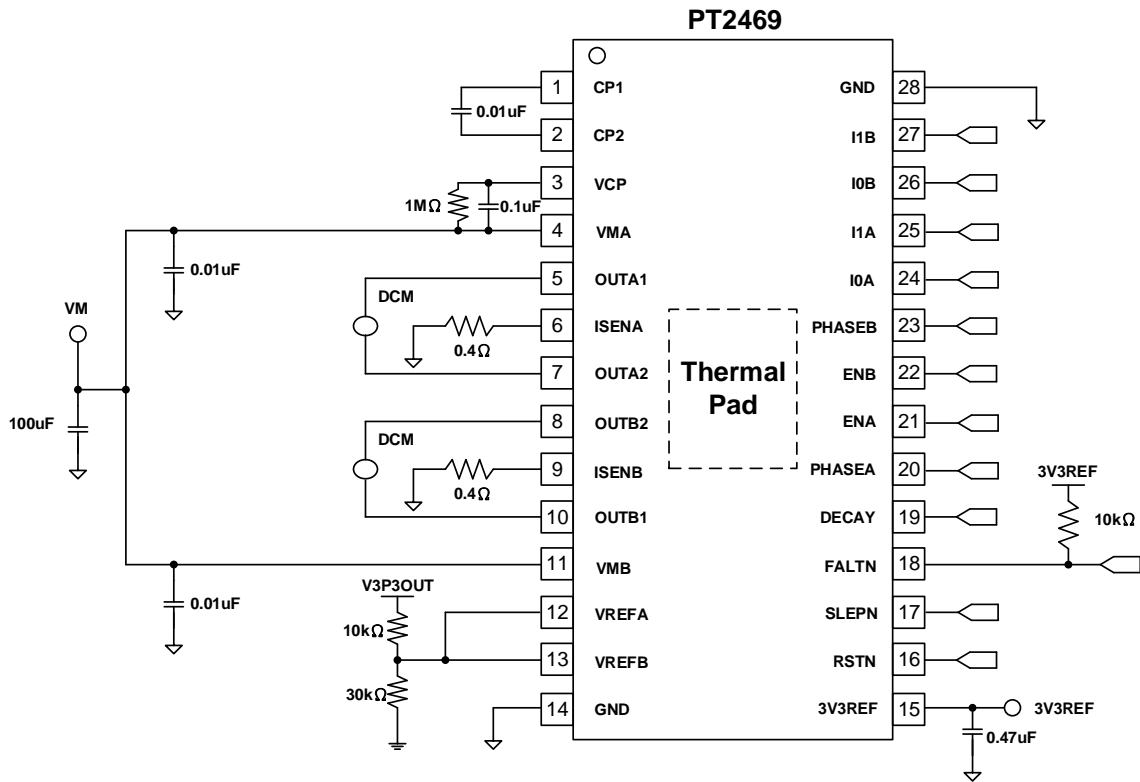 PT2469
1 CP1 GND 28
0.01uF
2 CP2 I1B 27
3 VCP I0B 26
1MΩ 0.1uF
4 VMA I1A 25
0.01uF
5 OUTA1 I0A 24
VM
DCM
6 ISENA PHASEB 23
0.4Ω
7 OUTA2 ENB 22
Thermal
Pad
100uF
8 OUTB2 ENA 21
DCM
9 ISENB PHASEA 20
0.4Ω
3V3REF
10 OUTB1 DECAY 19
10kΩ
11 VMB FALTN 18
0.01uF
V3P3OUT
12 VREFA SLEPN 17
10kΩ
13 VREFB RSTN 16
30kΩ
14 GND 3V3REF 15
3V3REF
0.47uF